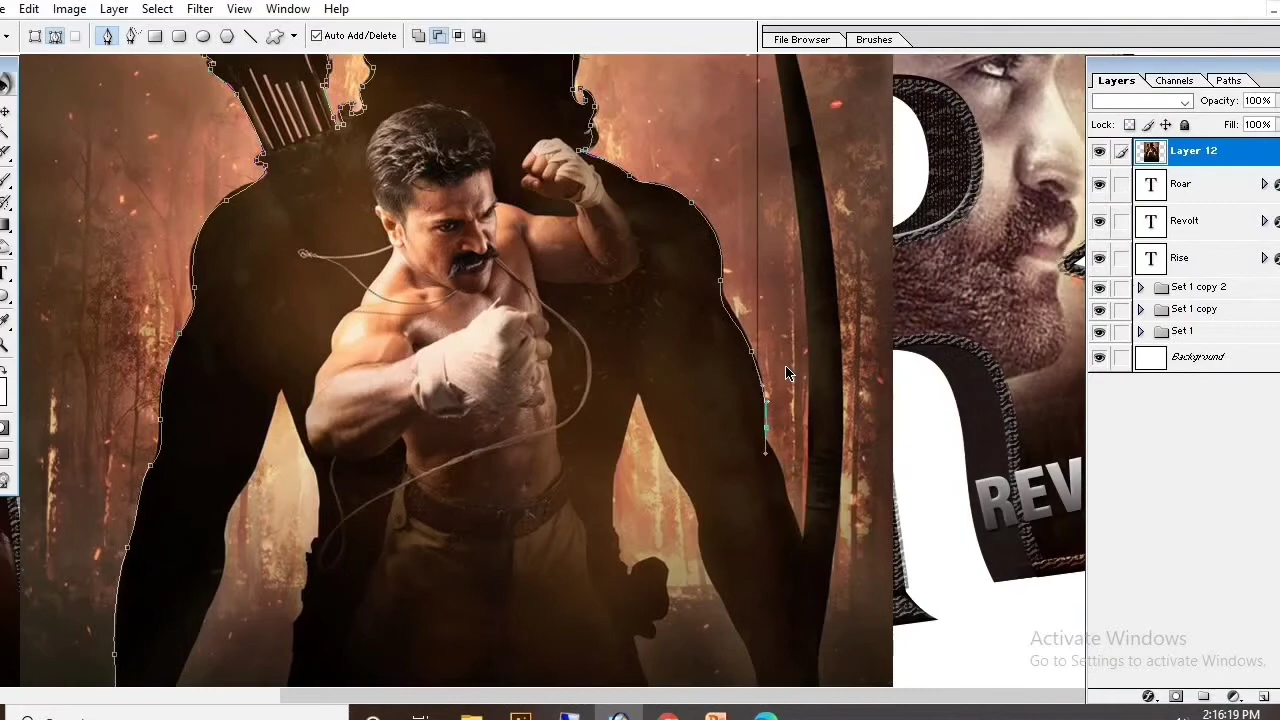 Edit Image Layer Select Filter View Window Help
Auto Add/Delete
File Browser Brushes
Layers Channels Paths
Opacity: 100%
Lock: Fill: 100%
Layer 12
T Roar
T Revolt
T Rise
Set 1 copy 2
Set 1 copy
Set 1
Background
REV
Activate Windows
Go to Settings to activate Windows.
2:16:19 PM